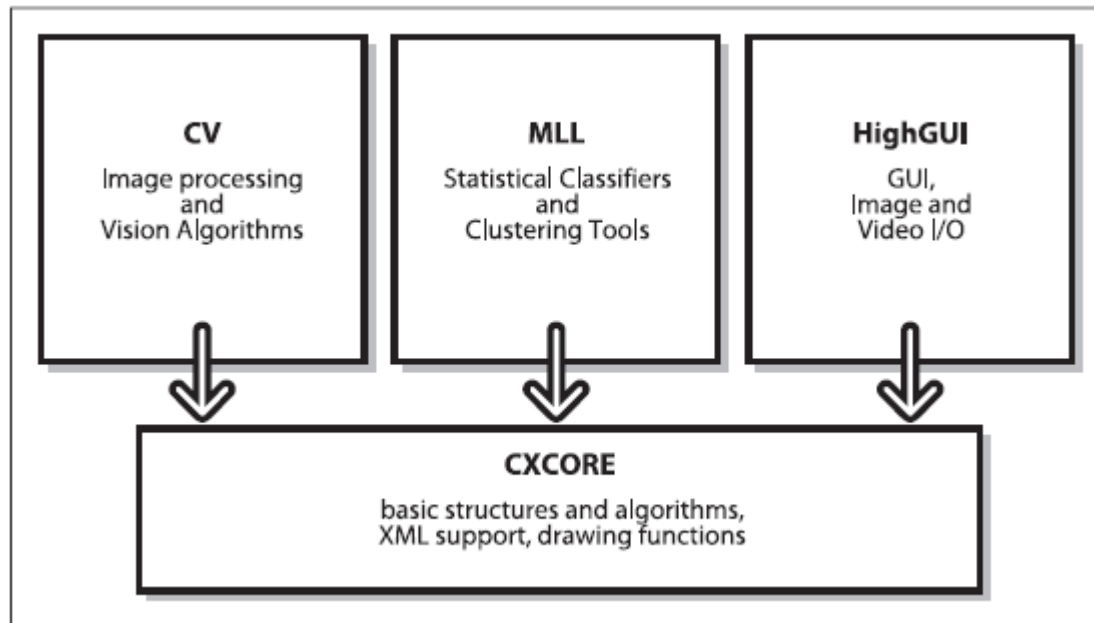 CV
Image processing
and
Vision Algorithms
MLL
Statistical Classifiers
and
Clustering Tools
HighGUI
GUI,
Image and
Video I/O
CXCORE
basic structures and algorithms,
XML support, drawing functions